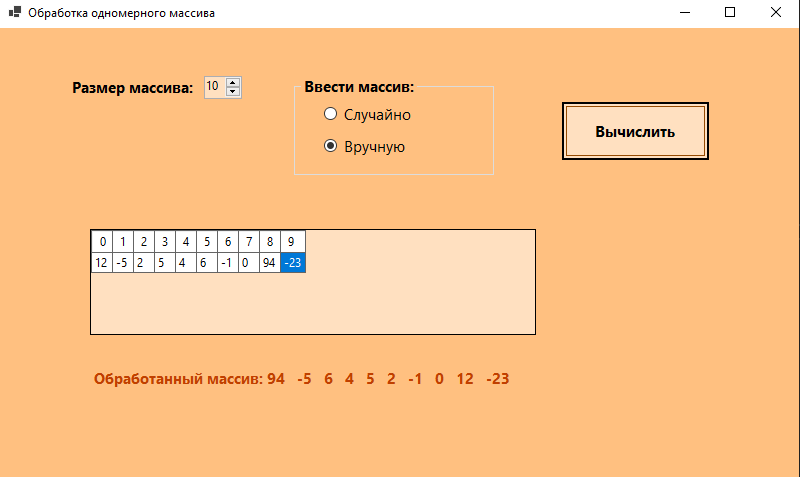 Обработка одномерного массива
Размер массива: 10
Ввести массив:
Случайно
Вручную
Вычислить
0 1 2 3 4 5 6 7 8 9
12 -5 2 5 4 6 -1 0 94 -23
Обработанный массив: 94 -5 6 4 5 2 -1 0 12 -23